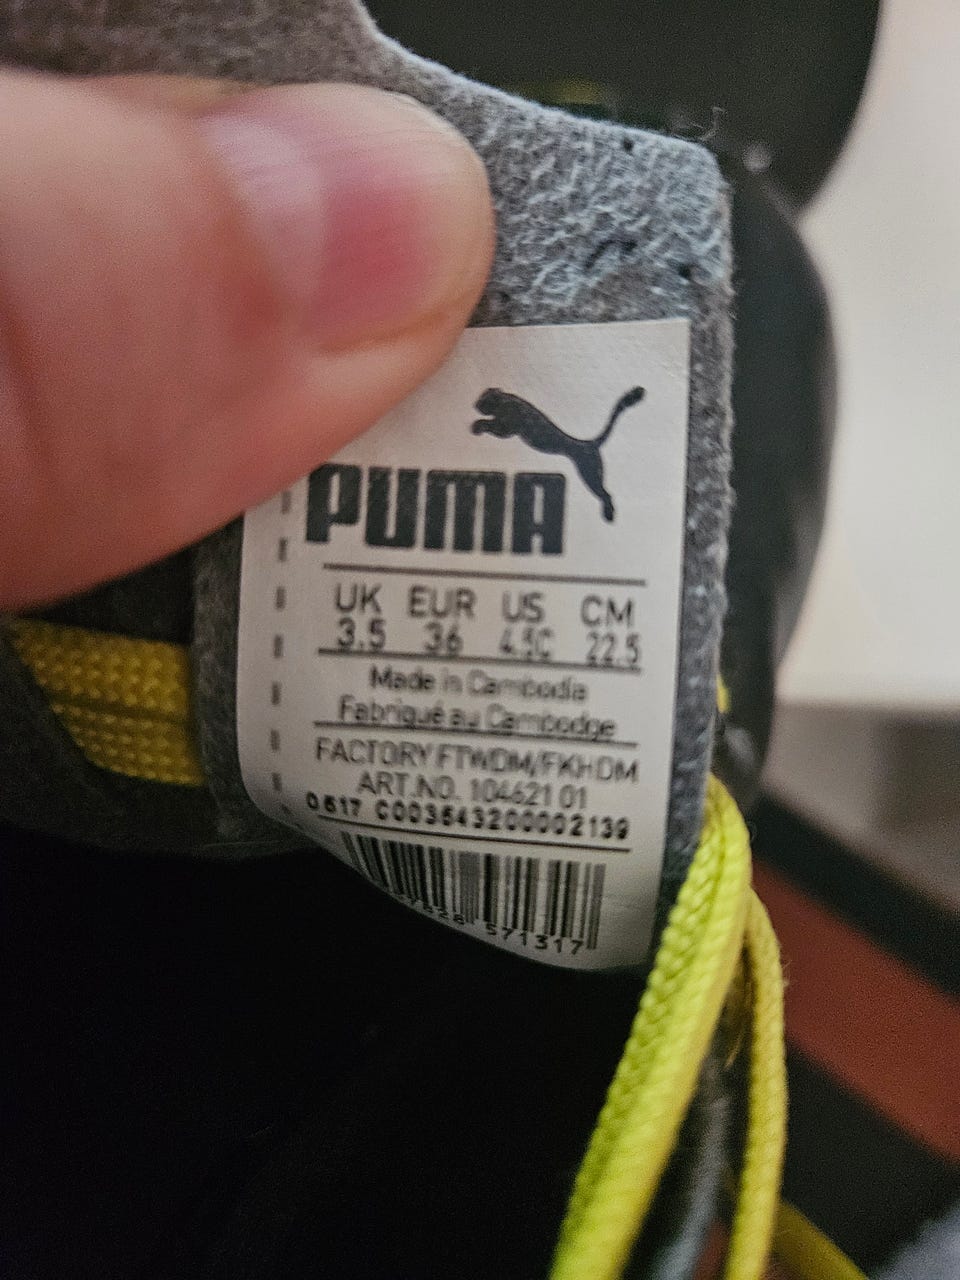 PUMA
UK EUR US CM
3.5 36 4.5C 22.5
Made in Cambodia
Fabriqué au Cambodge
FACTORY FTWDM/FKHDM
ART.NO. 104621 01
0617 C003643200002139
571317